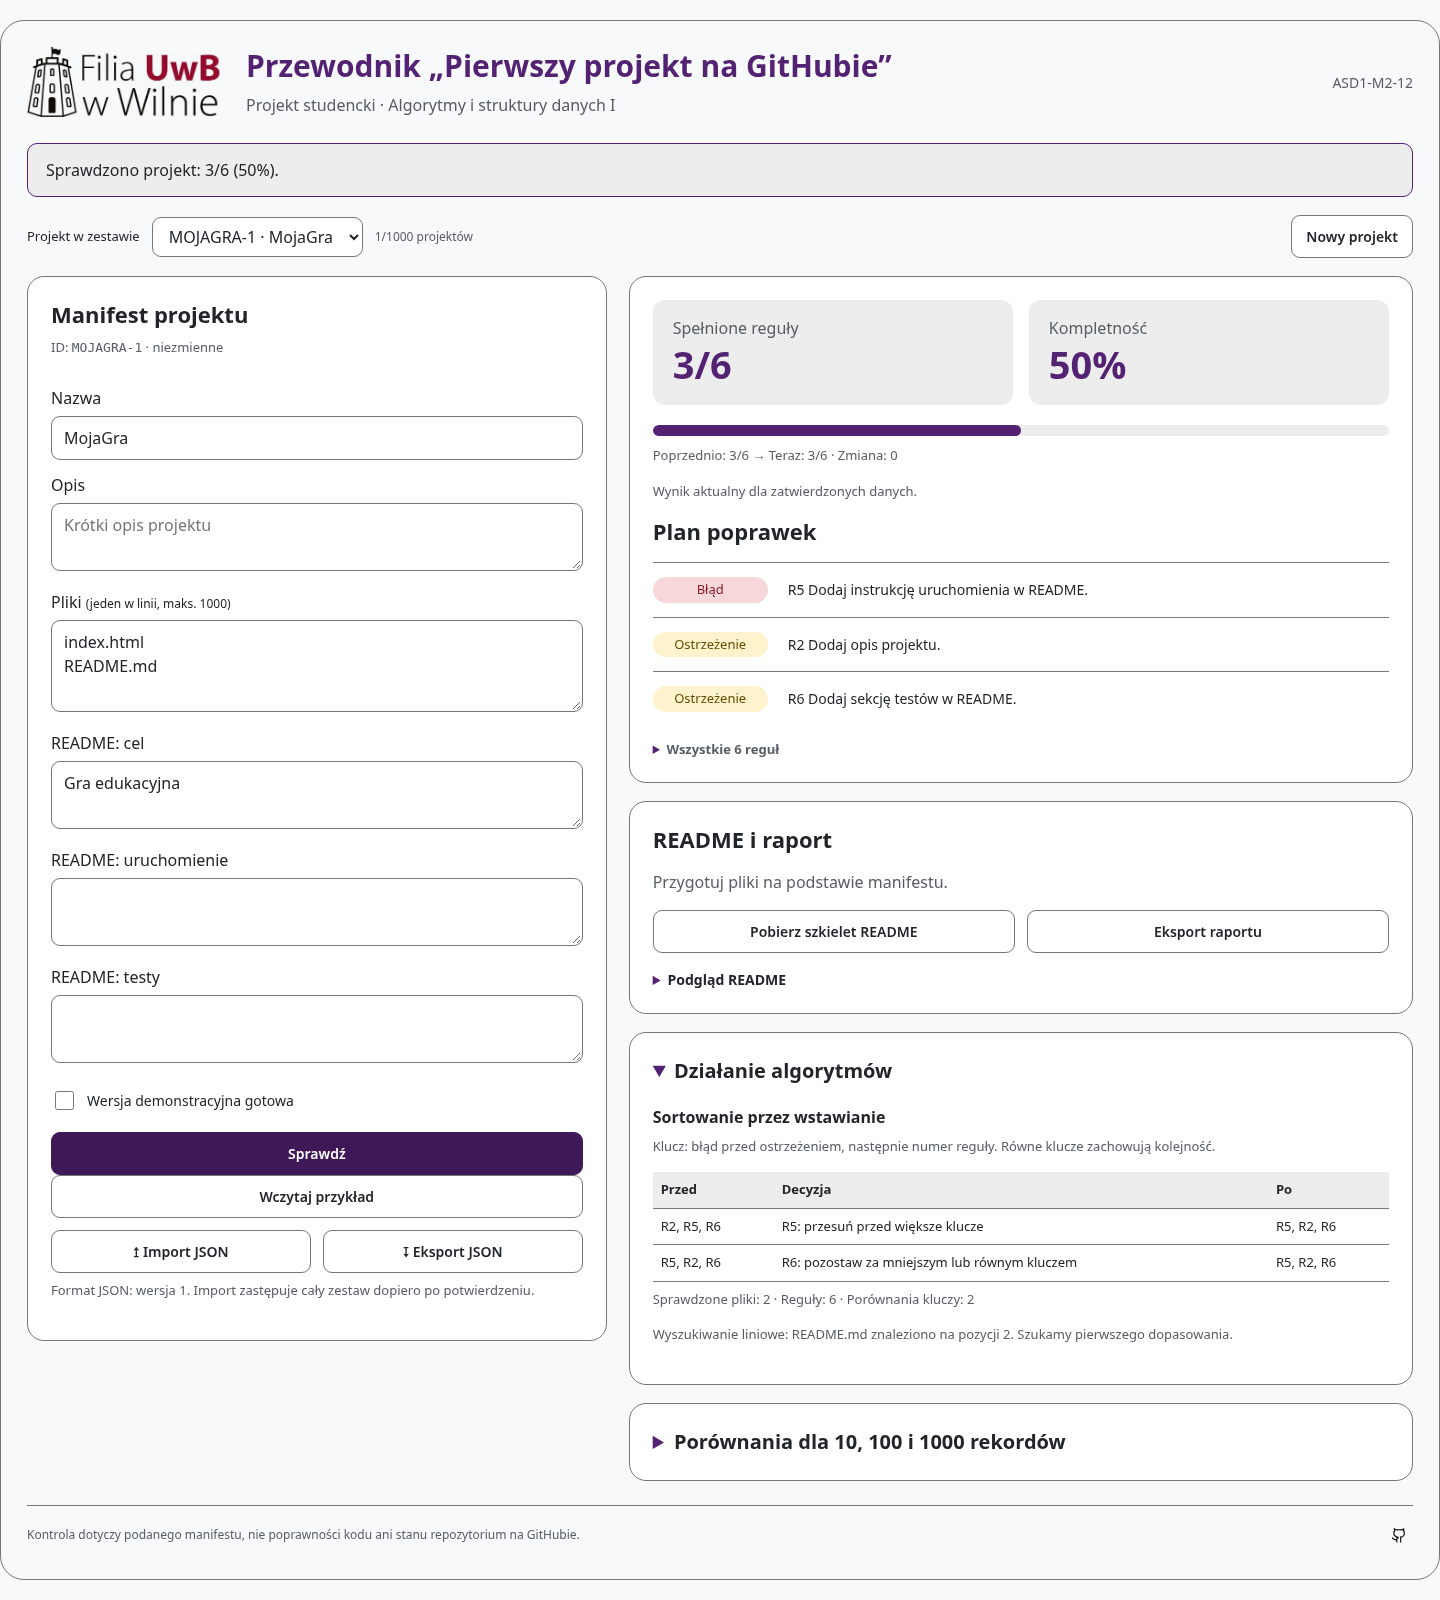 Filia UwB
w Wilnie
Przewodnik „Pierwszy projekt na GitHubie”
Projekt studencki · Algorytmy i struktury danych I
ASD1-M2-12
Sprawdzono projekt: 3/6 (50%).
Projekt w zestawie
MOJAGRA-1 · MojaGra
1/1000 projektów
Nowy projekt
Manifest projektu
ID: MOJAGRA-1 · niezmienne
Nazwa
MojaGra
Opis
Krótki opis projektu
Pliki (jeden w linii, maks. 1000)
index.html
README.md
README: cel
Gra edukacyjna
README: uruchomienie
README: testy
Wersja demonstracyjna gotowa
Sprawdź
Wczytaj przykład
↥ Import JSON
↧ Eksport JSON
Format JSON: wersja 1. Import zastępuje cały zestaw dopiero po potwierdzeniu.
Spełnione reguły
3/6
Kompletność
50%
Poprzednio: 3/6 → Teraz: 3/6 · Zmiana: 0
Wynik aktualny dla zatwierdzonych danych.
Plan poprawek
Błąd R5 Dodaj instrukcję uruchomienia w README.
Ostrzeżenie R2 Dodaj opis projektu.
Ostrzeżenie R6 Dodaj sekcję testów w README.
Wszystkie 6 reguł
README i raport
Przygotuj pliki na podstawie manifestu.
Pobierz szkielet README
Eksport raportu
Podgląd README
Działanie algorytmów
Sortowanie przez wstawianie
Klucz: błąd przed ostrzeżeniem, następnie numer reguły. Równe klucze zachowują kolejność.
Przed Decyzja Po
R2, R5, R6 R5: przesuń przed większe klucze R5, R2, R6
R5, R2, R6 R6: pozostaw za mniejszym lub równym kluczem R5, R2, R6
Sprawdzone pliki: 2 · Reguły: 6 · Porównania kluczy: 2
Wyszukiwanie liniowe: README.md znaleziono na pozycji 2. Szukamy pierwszego dopasowania.
Porównania dla 10, 100 i 1000 rekordów
Kontrola dotyczy podanego manifestu, nie poprawności kodu ani stanu repozytorium na GitHubie.